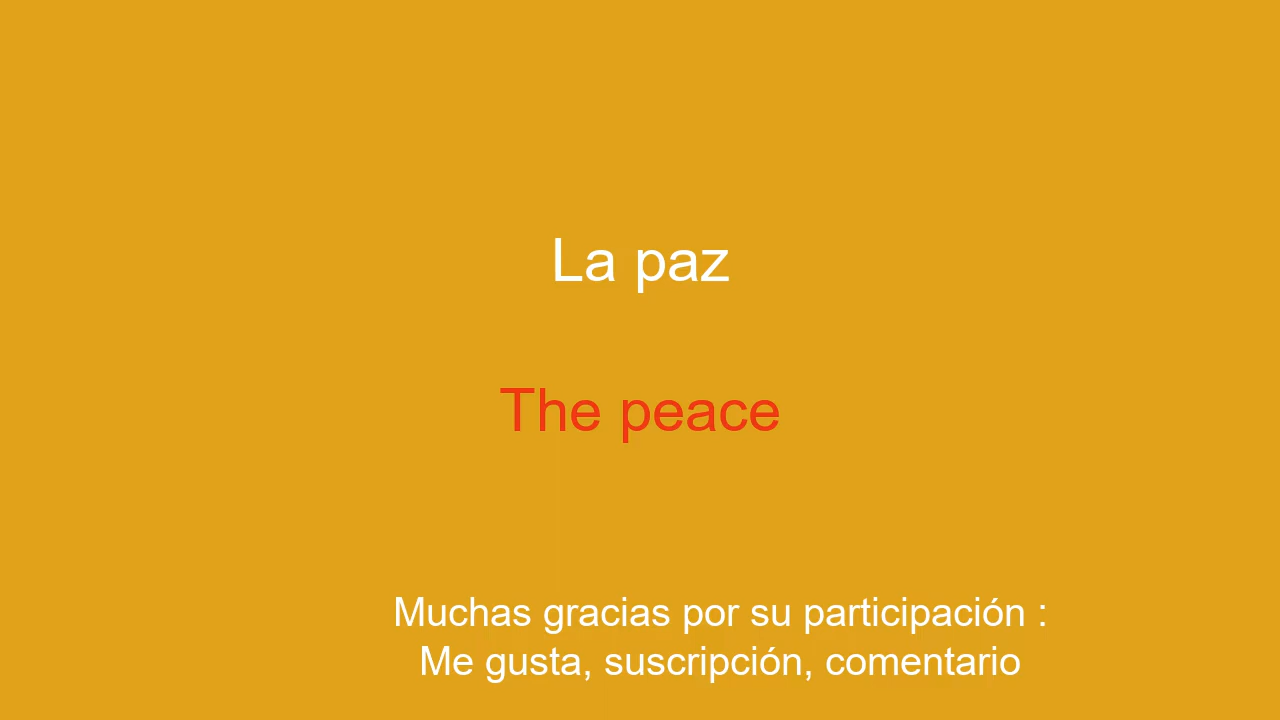 La paz
The peace
Muchas gracias por su participación :
Me gusta, suscripción, comentario